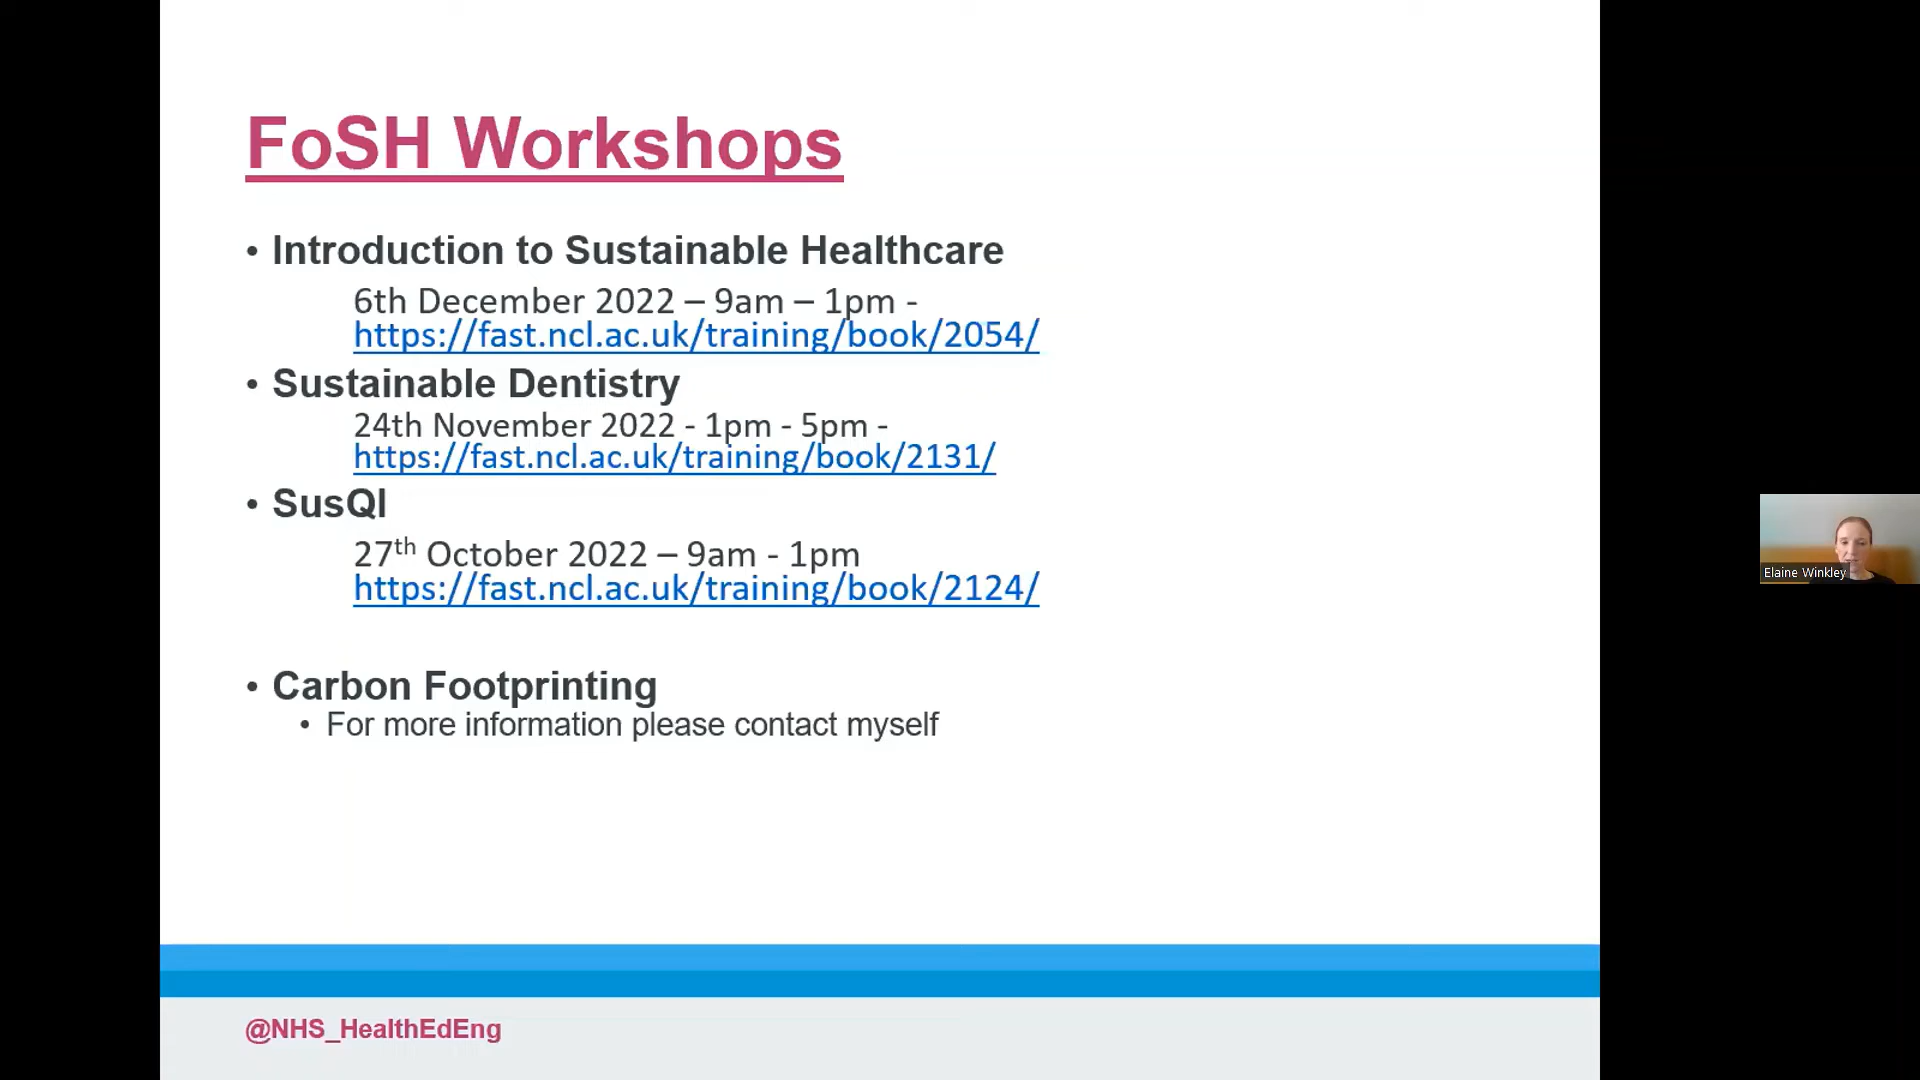 FoSH Workshops
• Introduction to Sustainable Healthcare
6th December 2022 – 9am – 1pm -
https://fast.ncl.ac.uk/training/book/2054/
• Sustainable Dentistry
24th November 2022 - 1pm - 5pm -
https://fast.ncl.ac.uk/training/book/2131/
• SusQI
27th October 2022 – 9am - 1pm
https://fast.ncl.ac.uk/training/book/2124/
• Carbon Footprinting
• For more information please contact myself
@NHS_HealthEdEng
Elaine Winkley